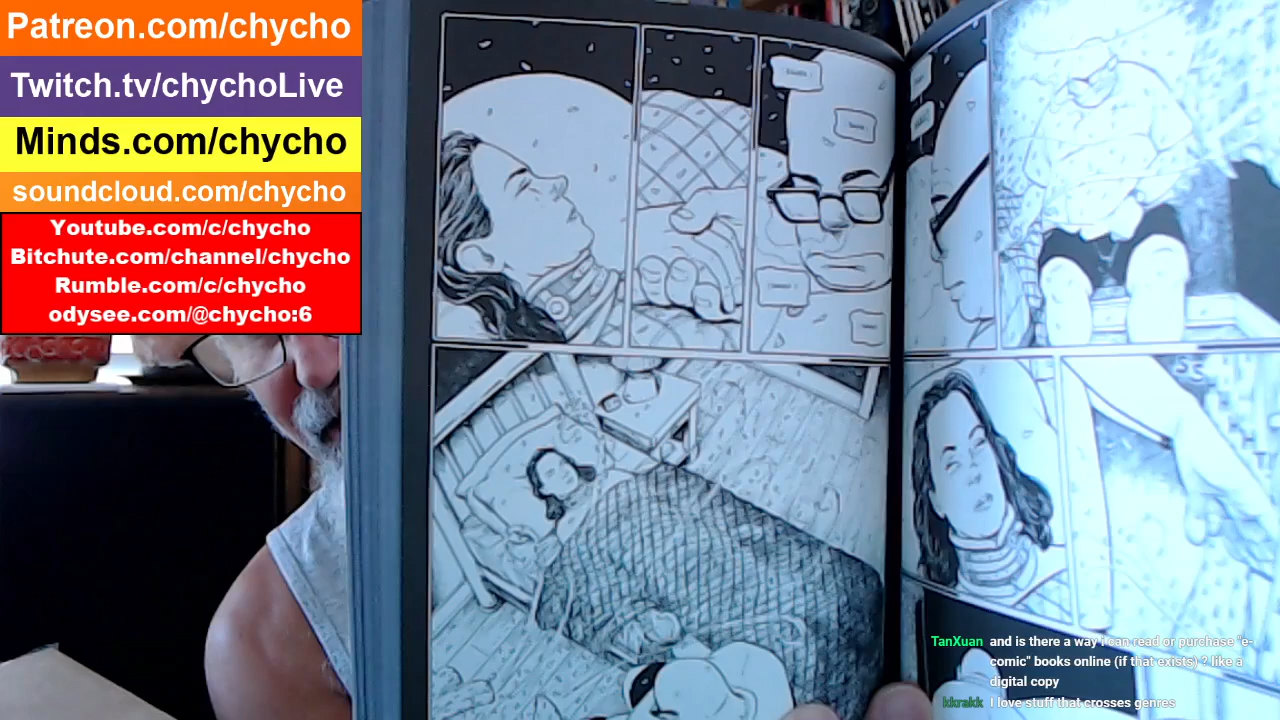 Patreon.com/chycho
Twitch.tv/chychoLive
Minds.com/chycho
soundcloud.com/chycho
Youtube.com/c/chycho
Bitchute.com/channel/chycho
Rumble.com/c/chycho
odysee.com/@chycho:6
TanXuan and is there a way i can read or purchase "e-
comic" books online (if that exists) ? like a
digital copy
kkrakk I love stuff that crosses genres